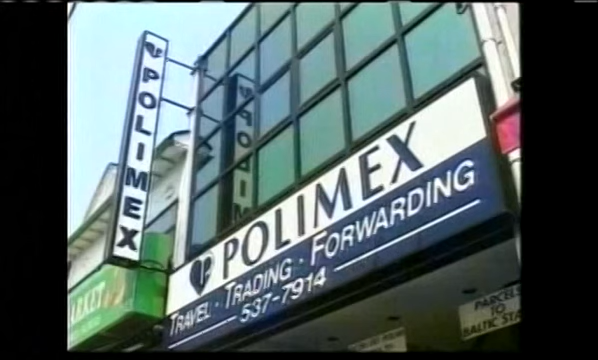 POLIMEX
POLIMEX
TRAVEL · TRADING · FORWARDING
537-7914
PARCELS
TO
BALTIC STA